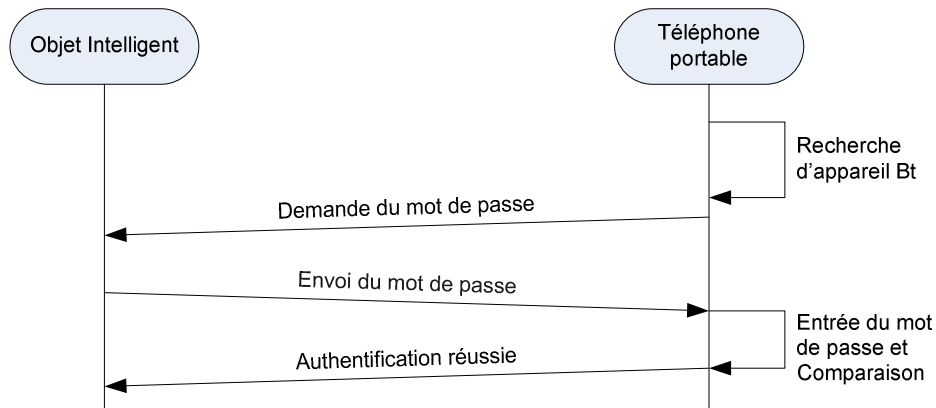 Objet Intelligent
Téléphone
portable
Recherche
d’appareil Bt
Demande du mot de passe
Envoi du mot de passe
Entrée du mot
de passe et
Comparaison
Authentification réussie